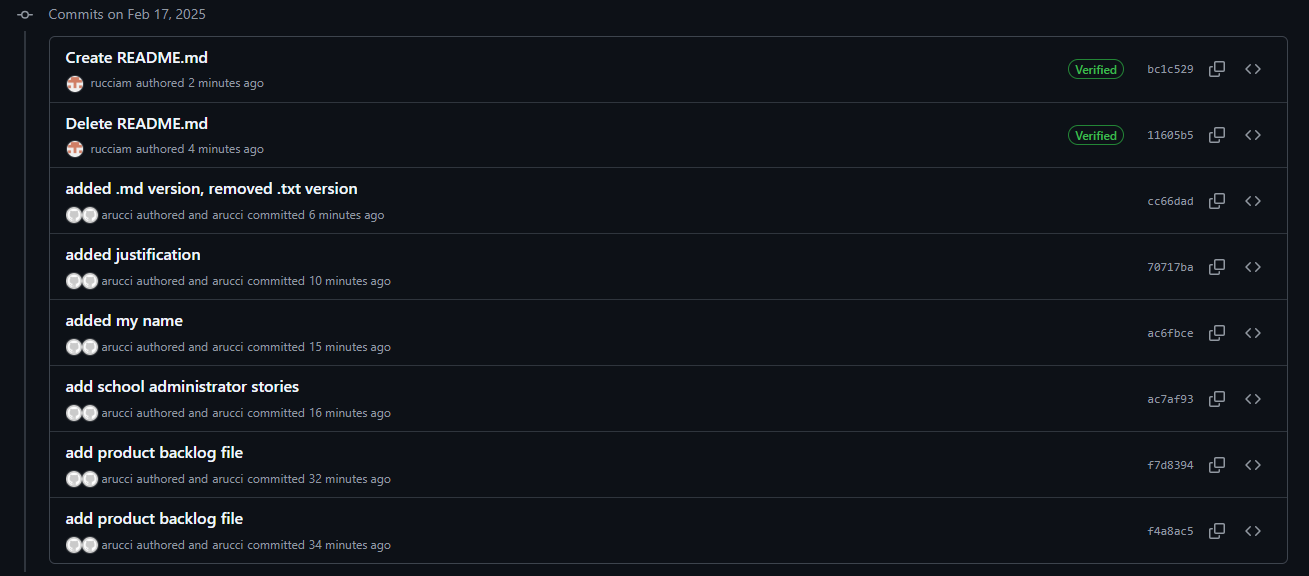 Commits on Feb 17, 2025
Create README.md
rucciam authored 2 minutes ago
Verified
bc1c529
Delete README.md
rucciam authored 4 minutes ago
Verified
11605b5
added .md version, removed .txt version
arucci authored and arucci committed 6 minutes ago
cc66dad
added justification
arucci authored and arucci committed 10 minutes ago
70717ba
added my name
arucci authored and arucci committed 15 minutes ago
ac6fbce
add school administrator stories
arucci authored and arucci committed 16 minutes ago
ac7af93
add product backlog file
arucci authored and arucci committed 32 minutes ago
f7d8394
add product backlog file
arucci authored and arucci committed 34 minutes ago
f4a8ac5